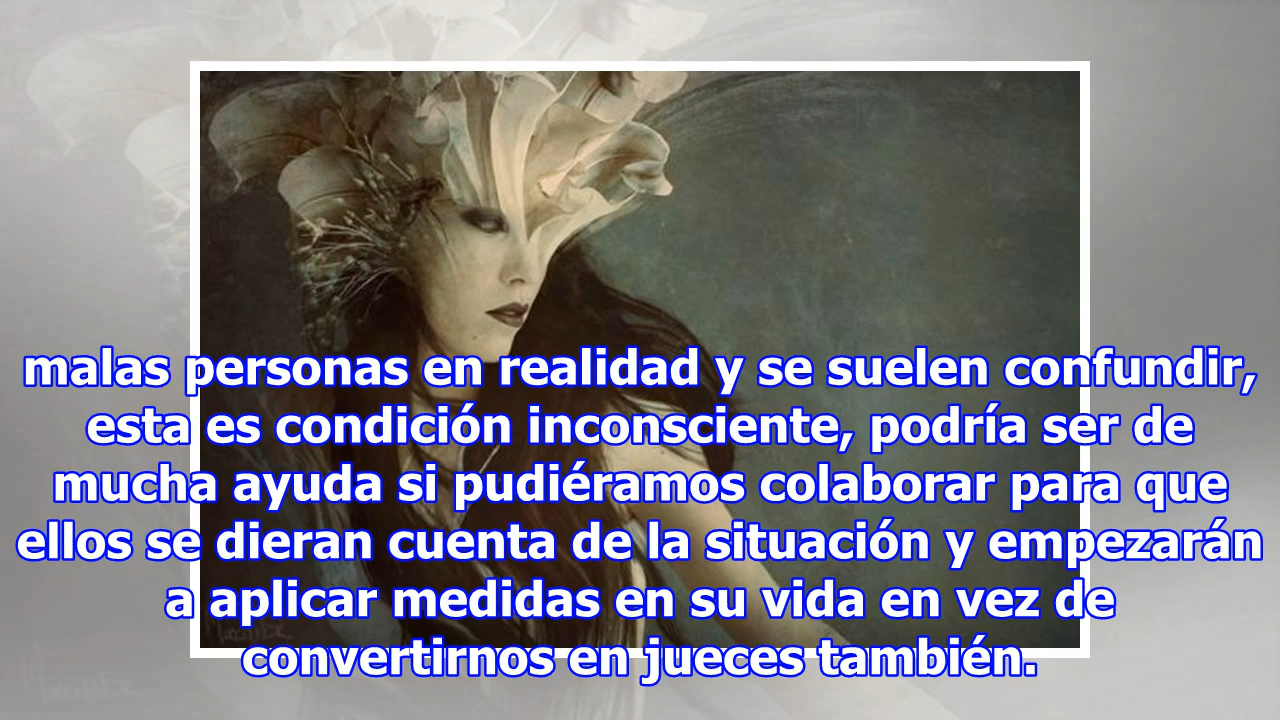 malas personas en realidad y se suelen confundir,
esta es condición inconsciente, podría ser de
mucha ayuda si pudiéramos colaborar para que
ellos se dieran cuenta de la situación y empezarán
a aplicar medidas en su vida en vez de
convertirnos en jueces también.